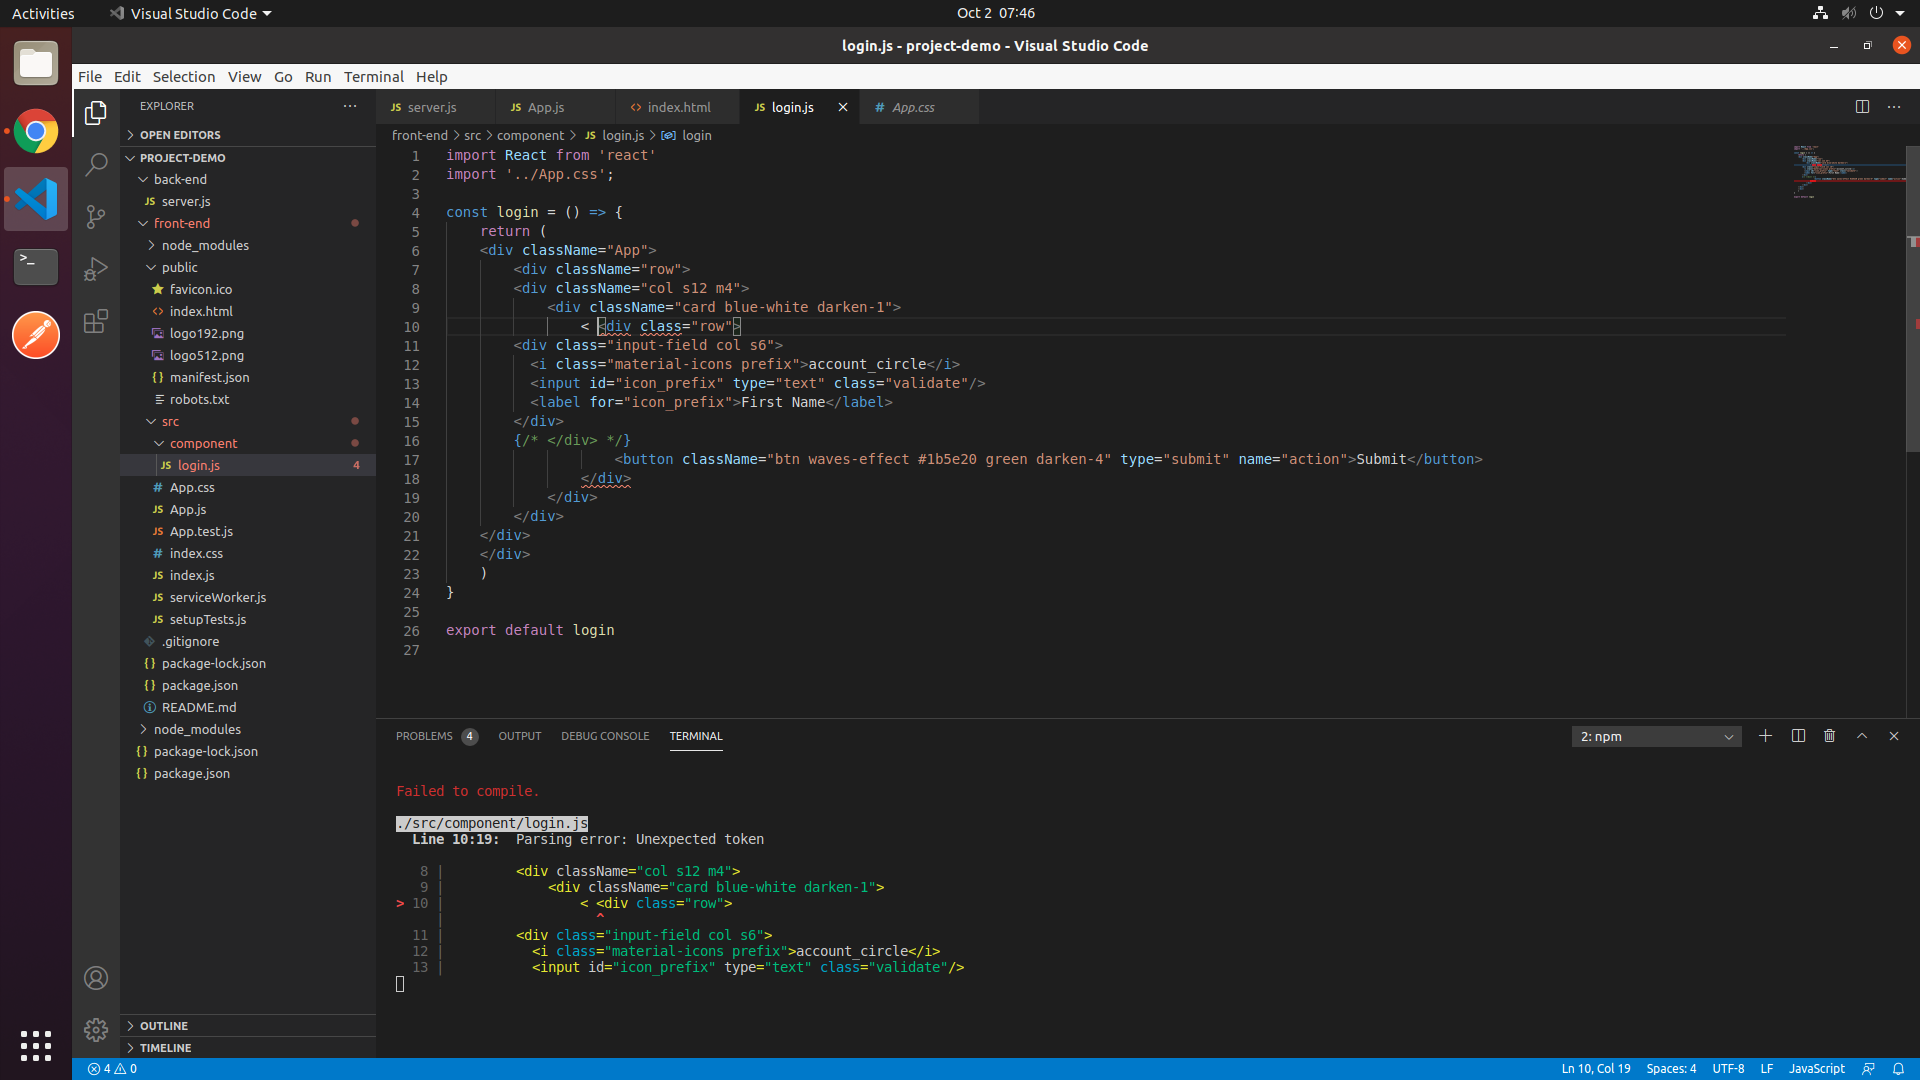 Activities
Visual Studio Code
Oct 2 07:46
login.js - project-demo - Visual Studio Code
File Edit Selection View Go Run Terminal Help
EXPLORER
OPEN EDITORS
PROJECT-DEMO
back-end
JS server.js
front-end
node_modules
public
favicon.ico
<> index.html
logo192.png
logo512.png
{} manifest.json
robots.txt
src
component
JS login.js 4
# App.css
JS App.js
JS App.test.js
# index.css
JS index.js
JS serviceWorker.js
JS setupTests.js
.gitignore
{} package-lock.json
{} package.json
README.md
node_modules
{} package-lock.json
{} package.json
OUTLINE
TIMELINE
JS server.js JS App.js <> index.html JS login.js # App.css
front-end > src > component > JS login.js > login
1 import React from 'react'
2 import '../App.css';
3
4 const login = () => {
5 return (
6 <div className="App">
7 <div className="row">
8 <div className="col s12 m4">
9 <div className="card blue-white darken-1">
10 < <div class="row">
11 <div class="input-field col s6">
12 <i class="material-icons prefix">account_circle</i>
13 <input id="icon_prefix" type="text" class="validate"/>
14 <label for="icon_prefix">First Name</label>
15 </div>
16 {/* </div> */}
17 <button className="btn waves-effect #1b5e20 green darken-4" type="submit" name="action">Submit</button>
18 </div>
19 </div>
20 </div>
21 </div>
22 </div>
23 )
24 }
25
26 export default login
27
PROBLEMS 4 OUTPUT DEBUG CONSOLE TERMINAL
2: npm
Failed to compile.
./src/component/login.js
Line 10:19: Parsing error: Unexpected token
8 | <div className="col s12 m4">
9 | <div className="card blue-white darken-1">
> 10 | < <div class="row">
| ^
11 | <div class="input-field col s6">
12 | <i class="material-icons prefix">account_circle</i>
13 | <input id="icon_prefix" type="text" class="validate"/>
4 0
Ln 10, Col 19 Spaces: 4 UTF-8 LF JavaScript